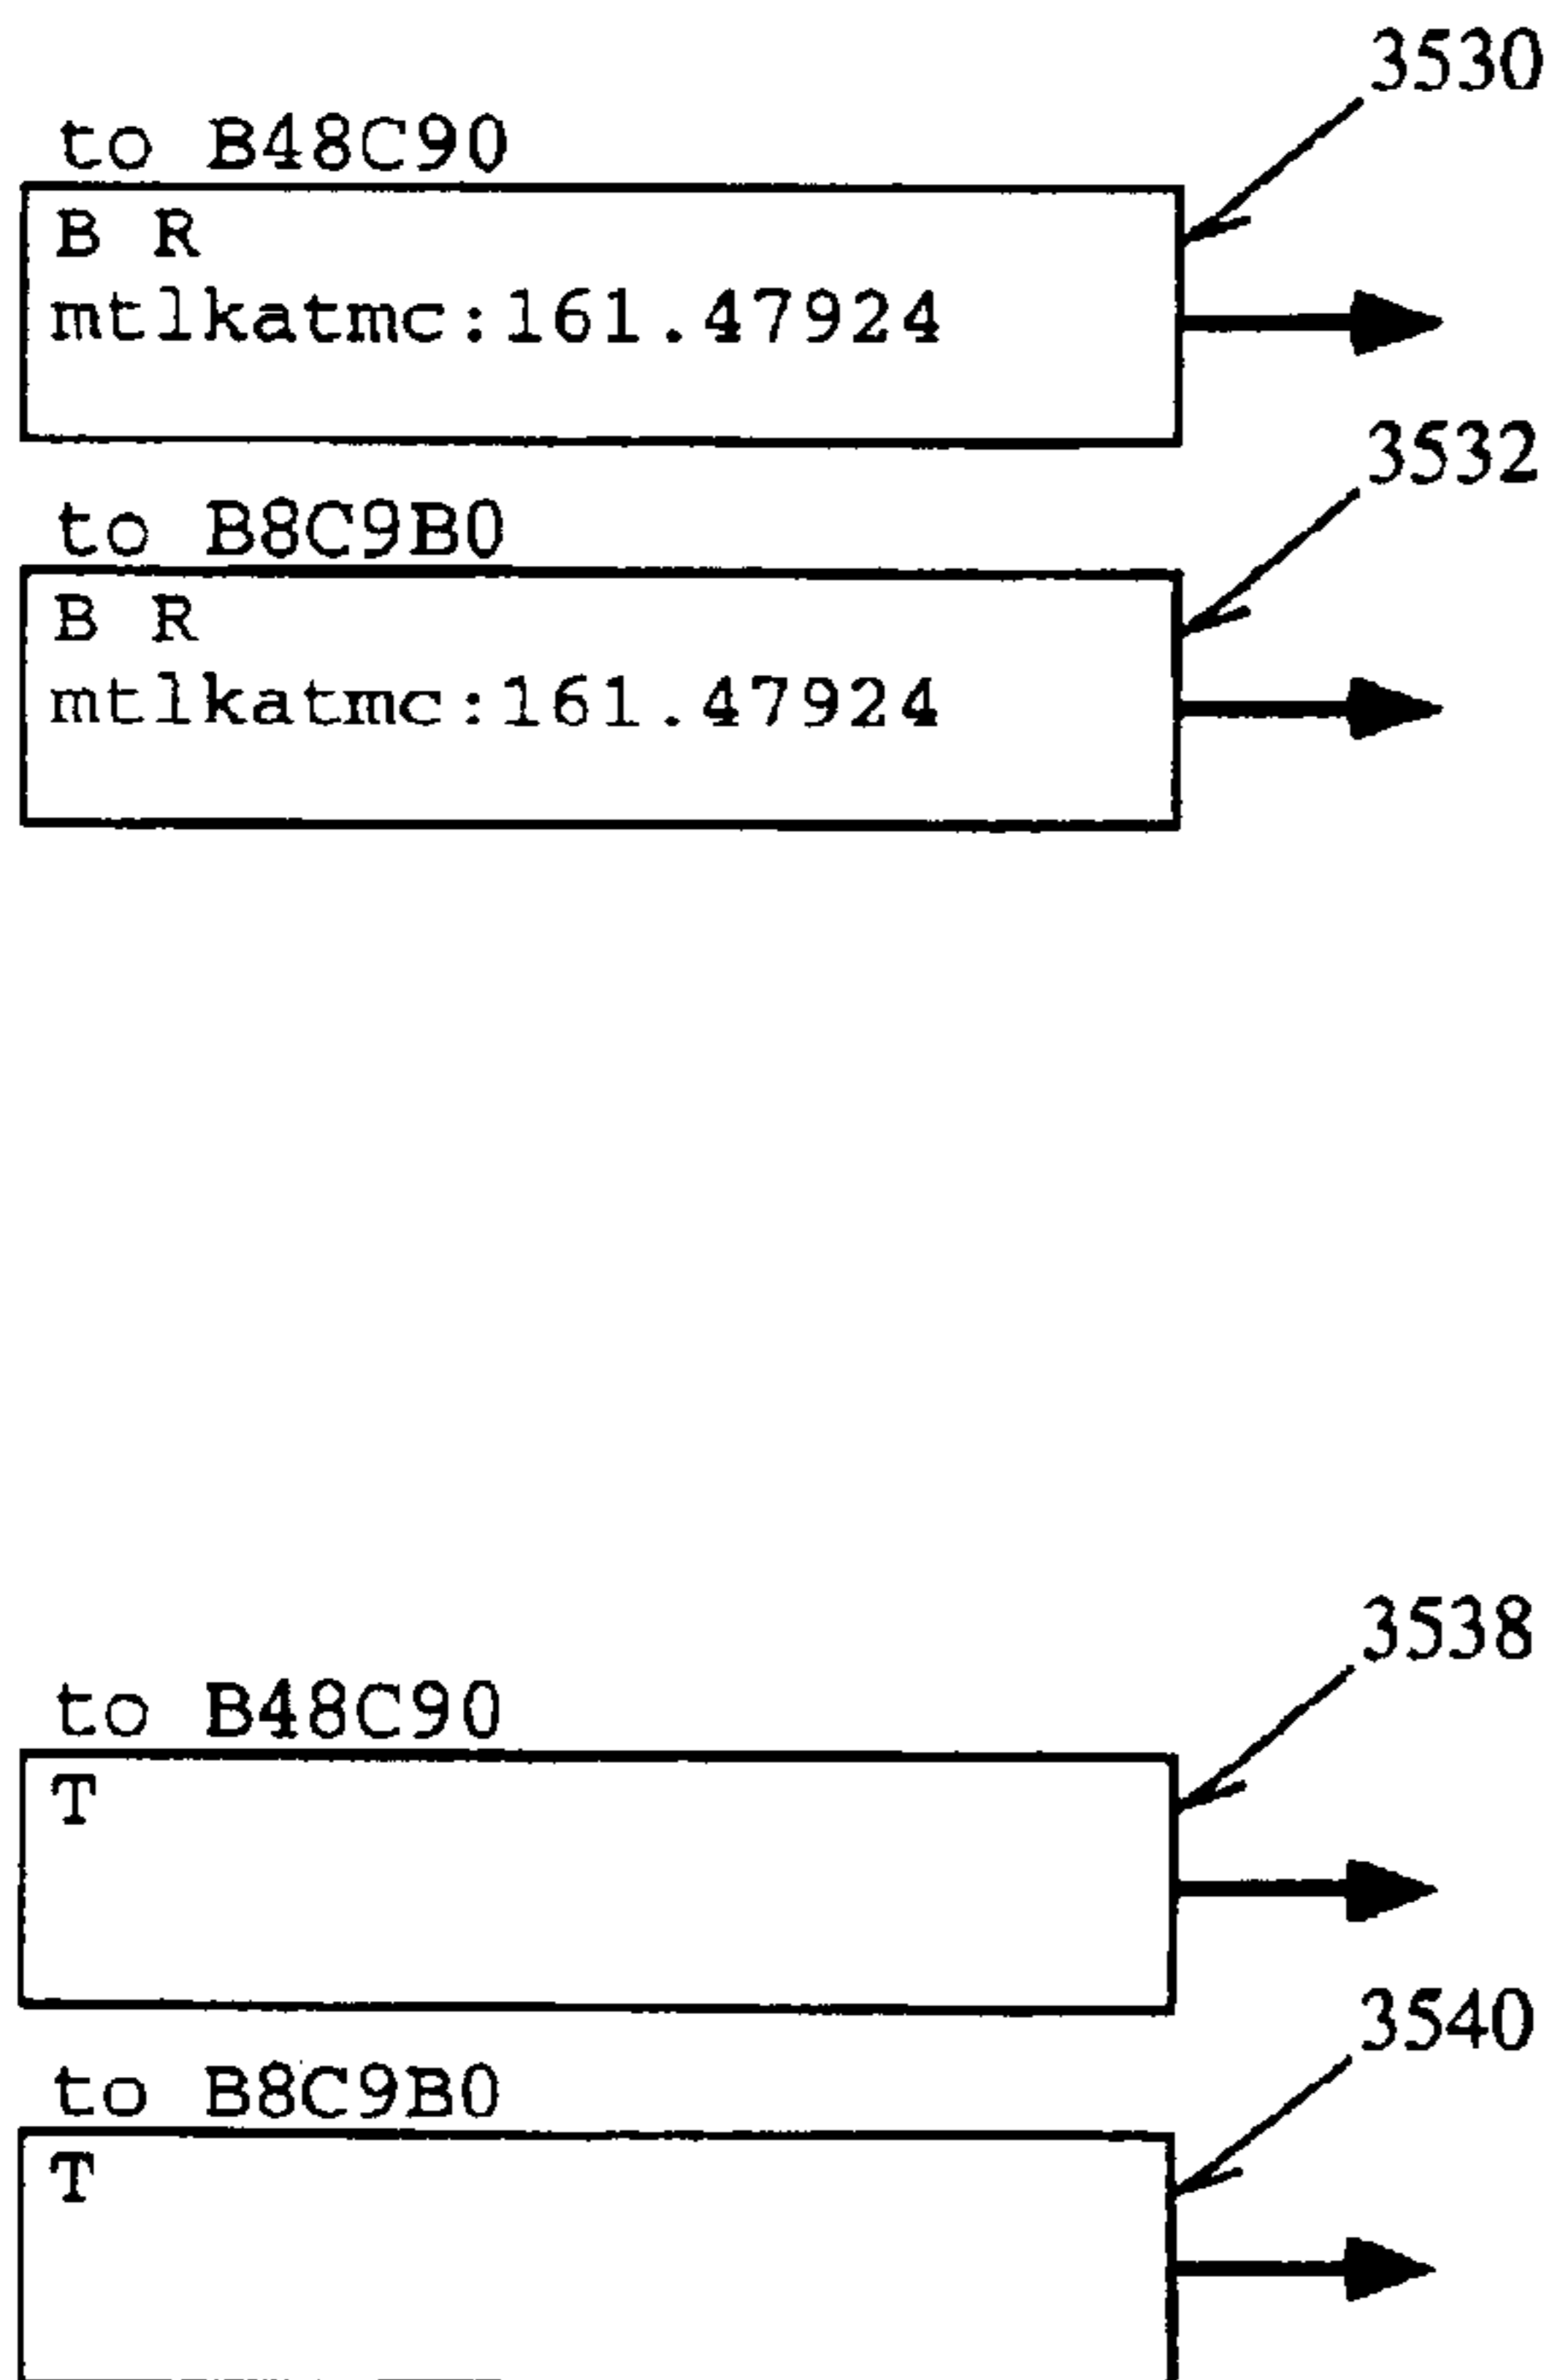 3530
to B48C90
B R
mtlkatmc:161.47924
3532
to B8C9B0
B R
mtlkatmc:161.47924
3538
to B48C90
T
3540
to B8C9B0
T